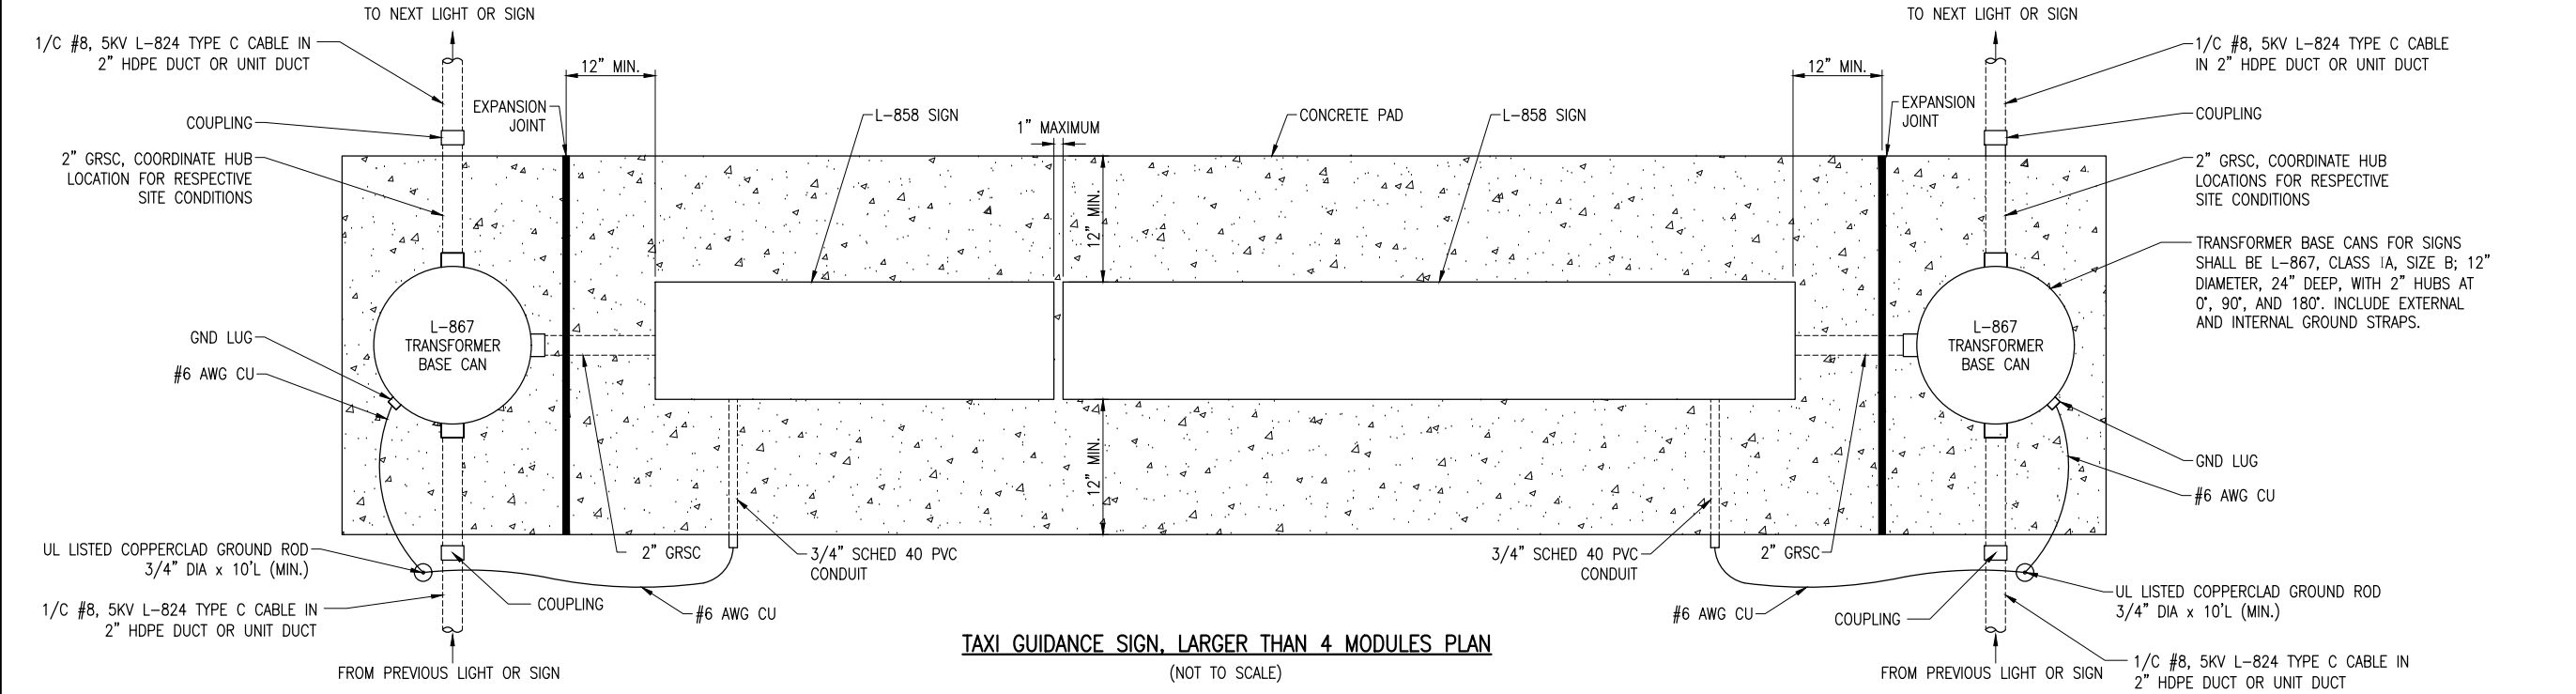 TO NEXT LIGHT OR SIGN
1/C #8, 5KV L-824 TYPE C CABLE IN
2" HDPE DUCT OR UNIT DUCT
COUPLING
2" GRSC, COORDINATE HUB
LOCATION FOR RESPECTIVE
SITE CONDITIONS
EXPANSION
JOINT
12" MIN.
L-858 SIGN
1" MAXIMUM
12" MIN.
CONCRETE PAD
L-858 SIGN
12" MIN.
EXPANSION
JOINT
TO NEXT LIGHT OR SIGN
1/C #8, 5KV L-824 TYPE C CABLE
IN 2" HDPE DUCT OR UNIT DUCT
COUPLING
2" GRSC, COORDINATE HUB
LOCATIONS FOR RESPECTIVE
SITE CONDITIONS
TRANSFORMER BASE CANS FOR SIGNS
SHALL BE L-867, CLASS IA, SIZE B; 12"
DIAMETER, 24" DEEP, WITH 2" HUBS AT
0°, 90°, AND 180°. INCLUDE EXTERNAL
AND INTERNAL GROUND STRAPS.
L-867
TRANSFORMER
BASE CAN
L-867
TRANSFORMER
BASE CAN
GND LUG
#6 AWG CU
GND LUG
#6 AWG CU
12" MIN.
UL LISTED COPPERCLAD GROUND ROD
3/4" DIA x 10'L (MIN.)
1/C #8, 5KV L-824 TYPE C CABLE IN
2" HDPE DUCT OR UNIT DUCT
COUPLING
2" GRSC
3/4" SCHED 40 PVC
CONDUIT
#6 AWG CU
FROM PREVIOUS LIGHT OR SIGN
3/4" SCHED 40 PVC
CONDUIT
2" GRSC
#6 AWG CU
COUPLING
UL LISTED COPPERCLAD GROUND ROD
3/4" DIA x 10'L (MIN.)
FROM PREVIOUS LIGHT OR SIGN
1/C #8, 5KV L-824 TYPE C CABLE IN
2" HDPE DUCT OR UNIT DUCT
TAXI GUIDANCE SIGN, LARGER THAN 4 MODULES PLAN
(NOT TO SCALE)